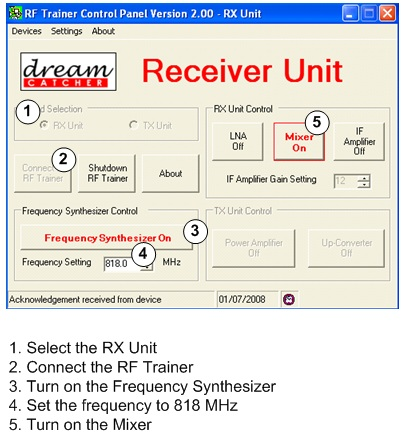 RF Trainer Control Panel Version 2.00 - RX Unit
Devices Settings About
dream
CATCHER
Receiver Unit
1
d Selection
RX Unit
TX Unit
2
Connect
RF Trainer
Shutdown
RF Trainer
About
RX Unit Control
5
LNA
Off
Mixer
On
IF
Amplifier
Off
IF Amplifier Gain Setting
12
Frequency Synthesizer Control
3
Frequency Synthesizer On
4
Frequency Setting
818.0
MHz
TX Unit Control
Power Amplifier
Off
Up-Converter
Off
Acknowledgement received from device
01/07/2008
1. Select the RX Unit
2. Connect the RF Trainer
3. Turn on the Frequency Synthesizer
4. Set the frequency to 818 MHz
5. Turn on the Mixer